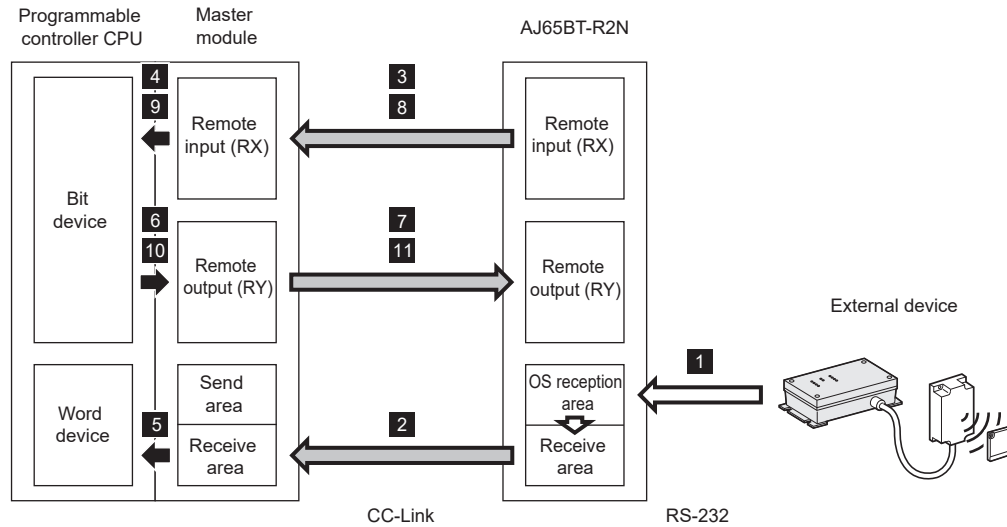 Programmable
controller CPU
Master
module
AJ65BT-R2N
4
9
3
8
Remote
input (RX)
Remote
input (RX)
Bit
device
6
10
7
11
Remote
output (RY)
Remote
output (RY)
External device
1
Send
area
OS reception
area
Word
device
5
2
Receive
area
Receive
area
CC-Link
RS-232